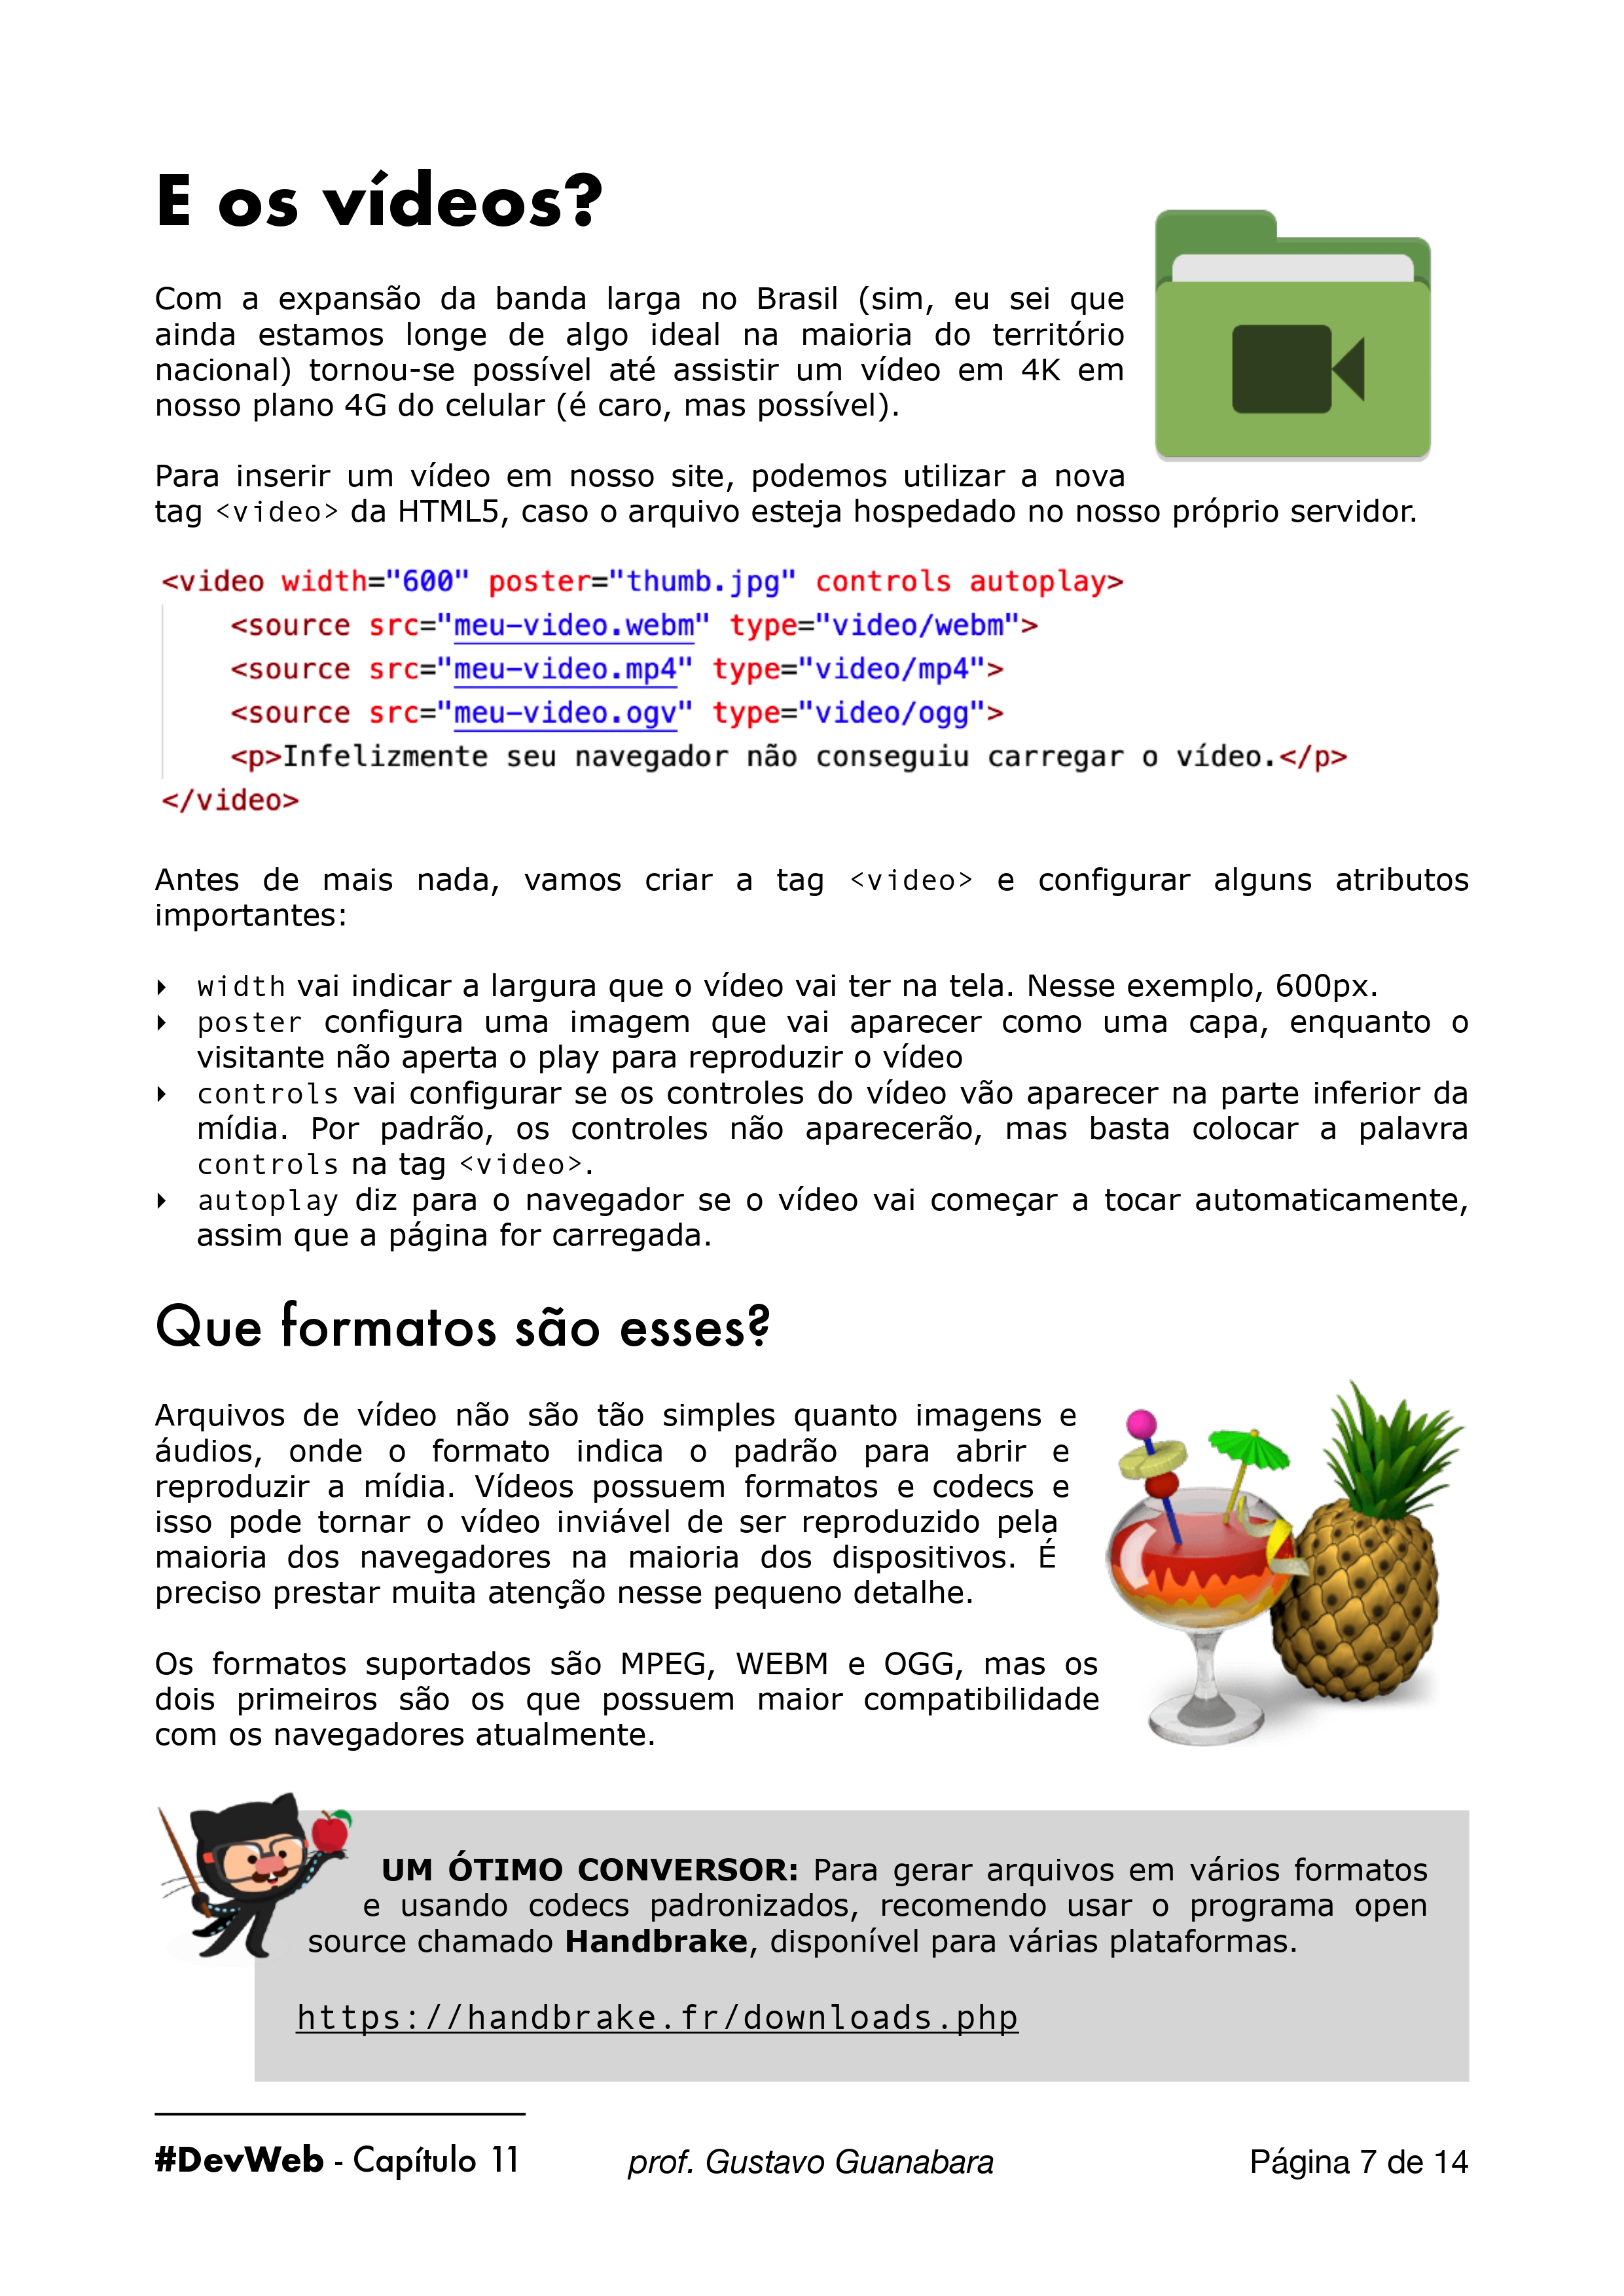 E os vídeos?
Com a expansão da banda larga no Brasil (sim, eu sei que
ainda estamos longe de algo ideal na maioria do território
nacional) tornou-se possível até assistir um vídeo em 4K em
nosso plano 4G do celular (é caro, mas possível).
Para inserir um vídeo em nosso site, podemos utilizar a nova
tag <video> da HTML5, caso o arquivo esteja hospedado no nosso próprio servidor.
<video width="600" poster="thumb.jpg" controls autoplay>
<source src="meu-video.webm" type="video/webm">
<source src="meu-video.mp4" type="video/mp4">
<source src="meu-video.ogv" type="video/ogg">
<p>Infelizmente seu navegador não conseguiu carregar o vídeo.</p>
</video>
Antes de mais nada, vamos criar a tag <video> e configurar alguns atributos
importantes:
‣ width vai indicar a largura que o vídeo vai ter na tela. Nesse exemplo, 600px.
‣ poster configura uma imagem que vai aparecer como uma capa, enquanto o
visitante não aperta o play para reproduzir o vídeo
‣ controls vai configurar se os controles do vídeo vão aparecer na parte inferior da
mídia. Por padrão, os controles não aparecerão, mas basta colocar a palavra
controls na tag <video>.
‣ autoplay diz para o navegador se o vídeo vai começar a tocar automaticamente,
assim que a página for carregada.
Que formatos são esses?
Arquivos de vídeo não são tão simples quanto imagens e
áudios, onde o formato indica o padrão para abrir e
reproduzir a mídia. Vídeos possuem formatos e codecs e
isso pode tornar o vídeo inviável de ser reproduzido pela
maioria dos navegadores na maioria dos dispositivos. É
preciso prestar muita atenção nesse pequeno detalhe.
Os formatos suportados são MPEG, WEBM e OGG, mas os
dois primeiros são os que possuem maior compatibilidade
com os navegadores atualmente.
UM ÓTIMO CONVERSOR: Para gerar arquivos em vários formatos
e usando codecs padronizados, recomendo usar o programa open
source chamado Handbrake, disponível para várias plataformas.
https://handbrake.fr/downloads.php
#DevWeb - Capítulo 11 prof. Gustavo Guanabara Página 7 de 14